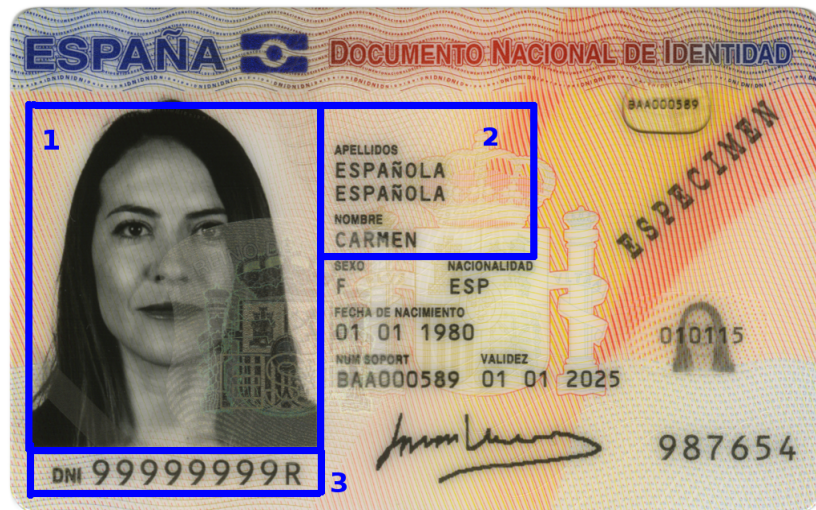 ESPAÑA DOCUMENTO NACIONAL DE IDENTIDAD
BAA000589
1
2
APELLIDOS
ESPAÑOLA
ESPAÑOLA
NOMBRE
CARMEN
ESPECIMEN
SEXO NACIONALIDAD
F ESP
FECHA DE NACIMIENTO
01 01 1980
010115
NUM SOPORT VALIDEZ
BAA000589 01 01 2025
987654
DNI 99999999R
3